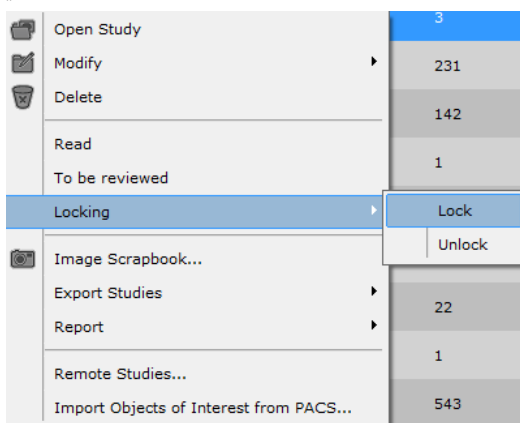 Open Study
3
Modify
231
Delete
142
Read
To be reviewed
1
Locking
Lock
Unlock
Image Scrapbook...
Export Studies
22
Report
1
Remote Studies...
Import Objects of Interest from PACS...
543